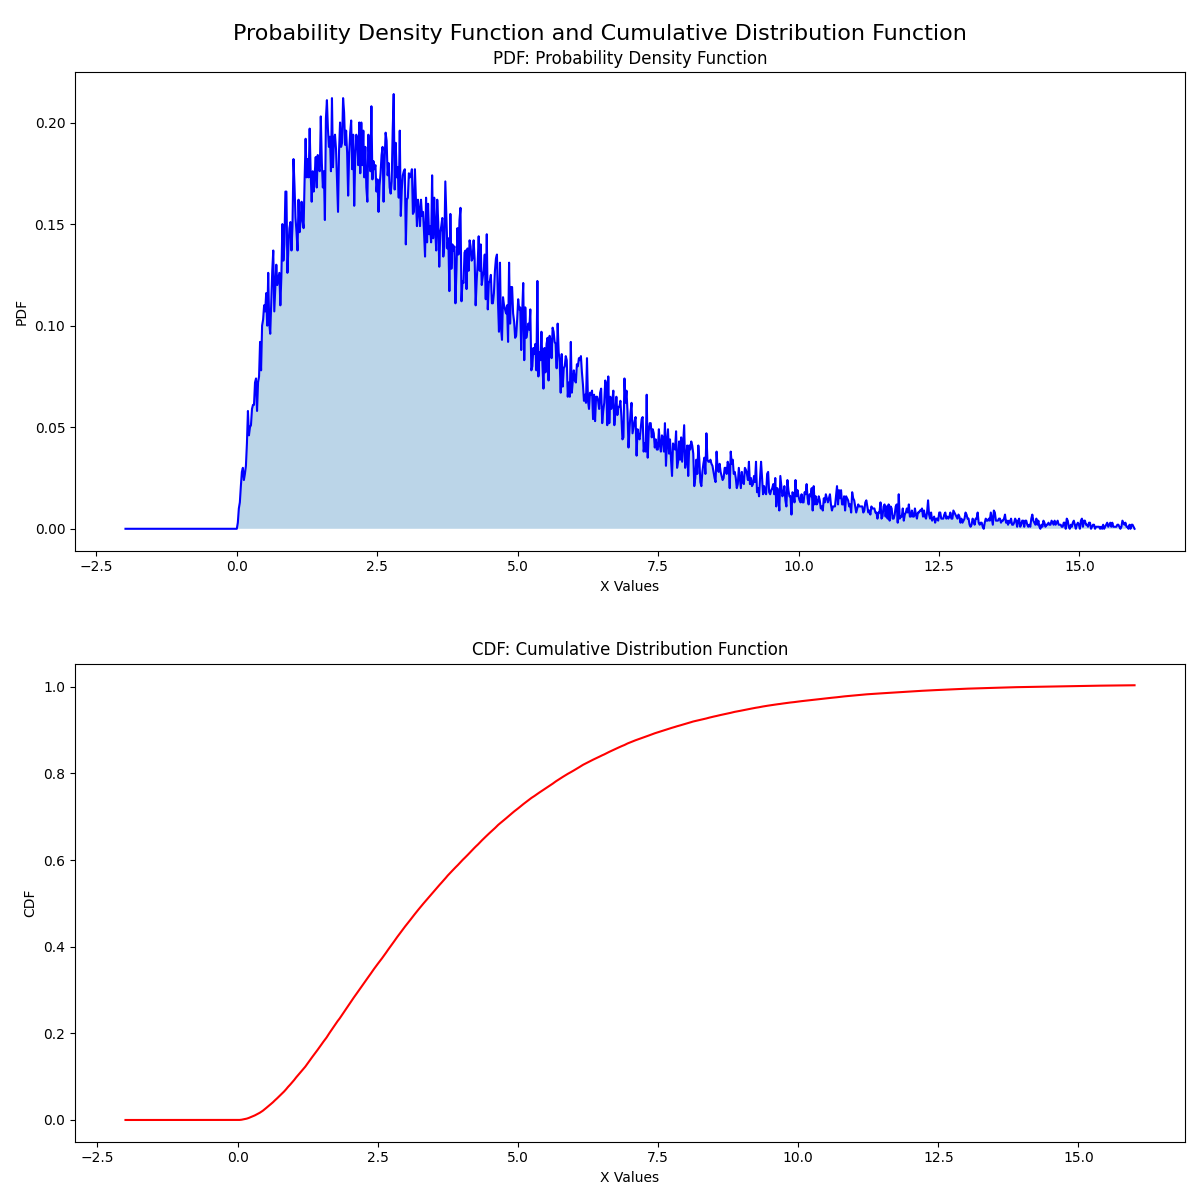 Probability Density Function and Cumulative Distribution Function
PDF: Probability Density Function
0.20
0.15
0.10
0.05
0.00
PDF
−2.5 0.0 2.5 5.0 7.5 10.0 12.5 15.0
X Values
CDF: Cumulative Distribution Function
1.0
0.8
0.6
0.4
0.2
0.0
CDF
−2.5 0.0 2.5 5.0 7.5 10.0 12.5 15.0
X Values